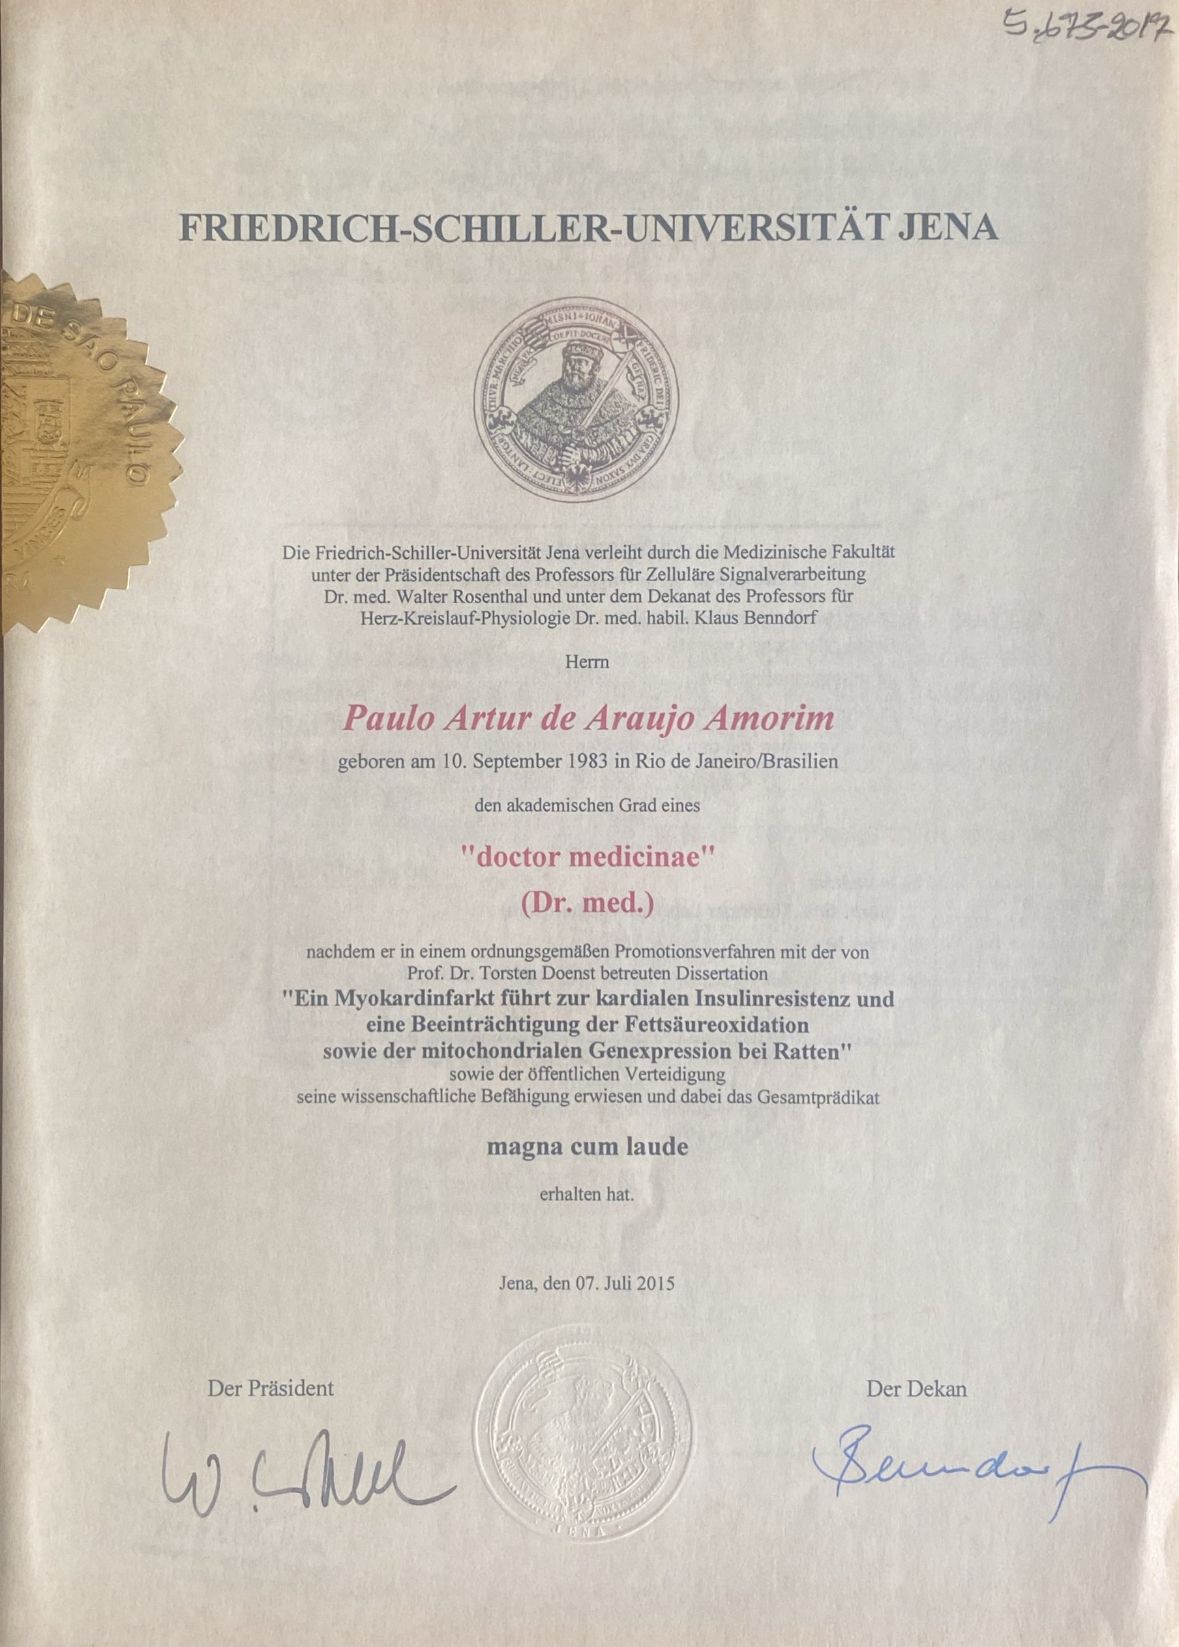 5.673-2017
FRIEDRICH-SCHILLER-UNIVERSITÄT JENA
DE SÃO PAULO
Die Friedrich-Schiller-Universität Jena verleiht durch die Medizinische Fakultät
unter der Präsidentschaft des Professors für Zelluläre Signalverarbeitung
Dr. med. Walter Rosenthal und unter dem Dekanat des Professors für
Herz-Kreislauf-Physiologie Dr. med. habil. Klaus Benndorf
Herrn
Paulo Artur de Araujo Amorim
geboren am 10. September 1983 in Rio de Janeiro/Brasilien
den akademischen Grad eines
"doctor medicinae"
(Dr. med.)
nachdem er in einem ordnungsgemäßen Promotionsverfahren mit der von
Prof. Dr. Torsten Doenst betreuten Dissertation
"Ein Myokardinfarkt führt zur kardialen Insulinresistenz und
eine Beeinträchtigung der Fettsäureoxidation
sowie der mitochondrialen Genexpression bei Ratten"
sowie der öffentlichen Verteidigung
seine wissenschaftliche Befähigung erwiesen und dabei das Gesamtprädikat
magna cum laude
erhalten hat.
Jena, den 07. Juli 2015
Der Präsident
Der Dekan
Benndorf
JENA